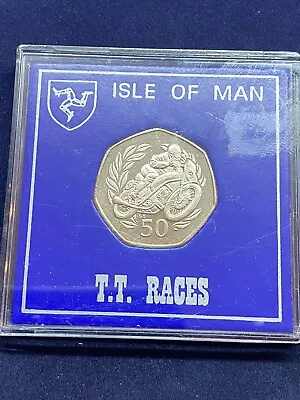 ISLE OF MAN
50
T.T. RACES